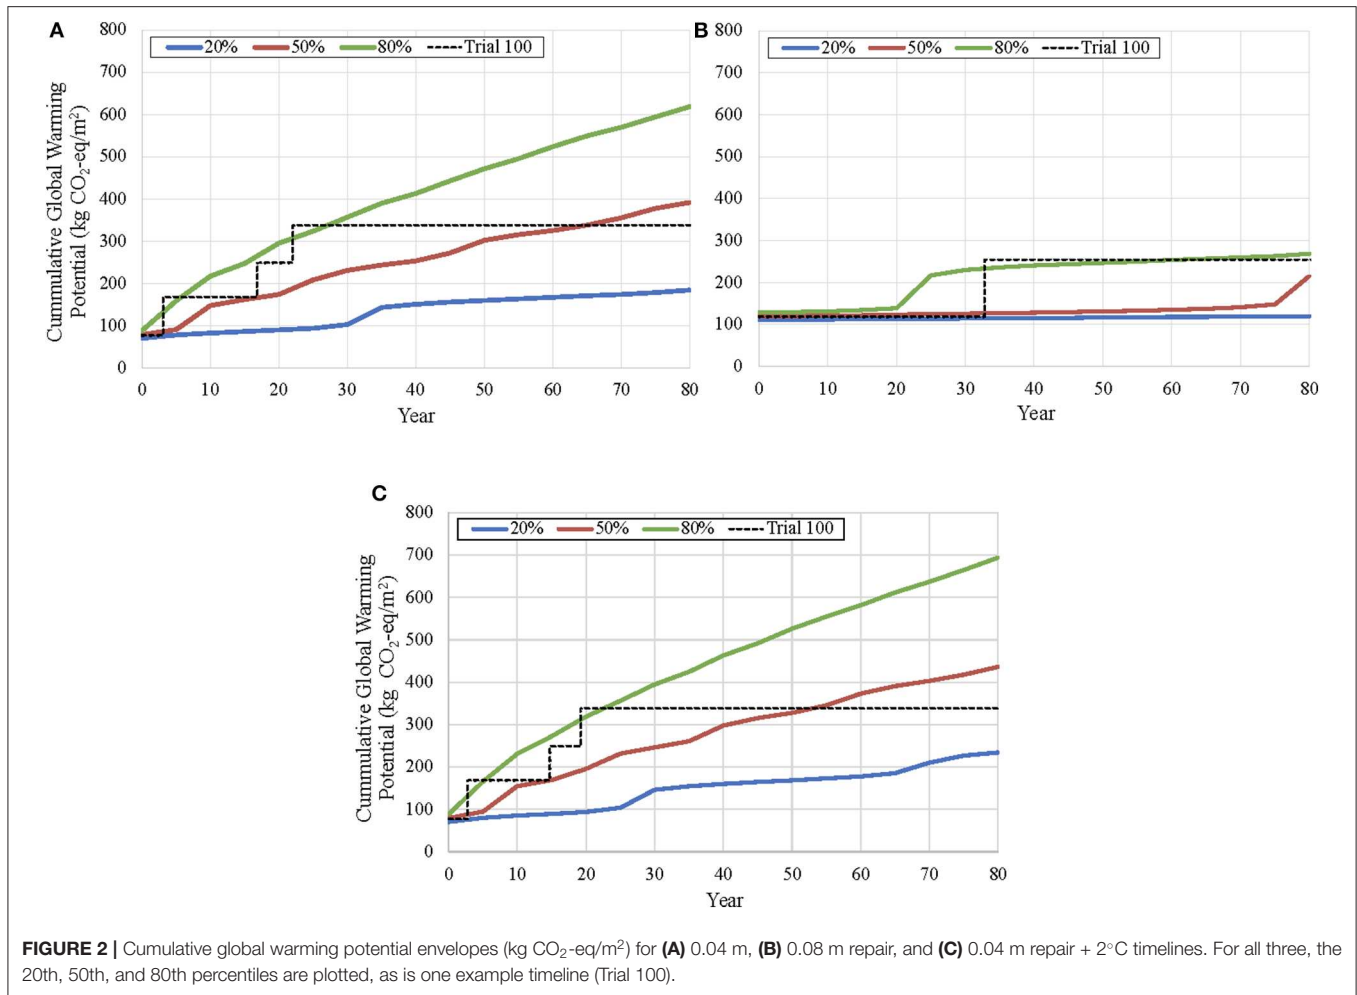 A
20% 50% 80% Trial 100
Cummulative Global Warming
Potential (kg CO2-eq/m2)
800
700
600
500
400
300
200
100
0
0 10 20 30 40 50 60 70 80
Year
B
20% 50% 80% Trial 100
800
700
600
500
400
300
200
100
0
0 10 20 30 40 50 60 70 80
Year
C
20% 50% 80% Trial 100
Cummulative Global Warming
Potential (kg CO2-eq/m2)
800
700
600
500
400
300
200
100
0
0 10 20 30 40 50 60 70 80
Year
FIGURE 2 | Cumulative global warming potential envelopes (kg CO2-eq/m2) for (A) 0.04 m, (B) 0.08 m repair, and (C) 0.04 m repair + 2°C timelines. For all three, the
20th, 50th, and 80th percentiles are plotted, as is one example timeline (Trial 100).